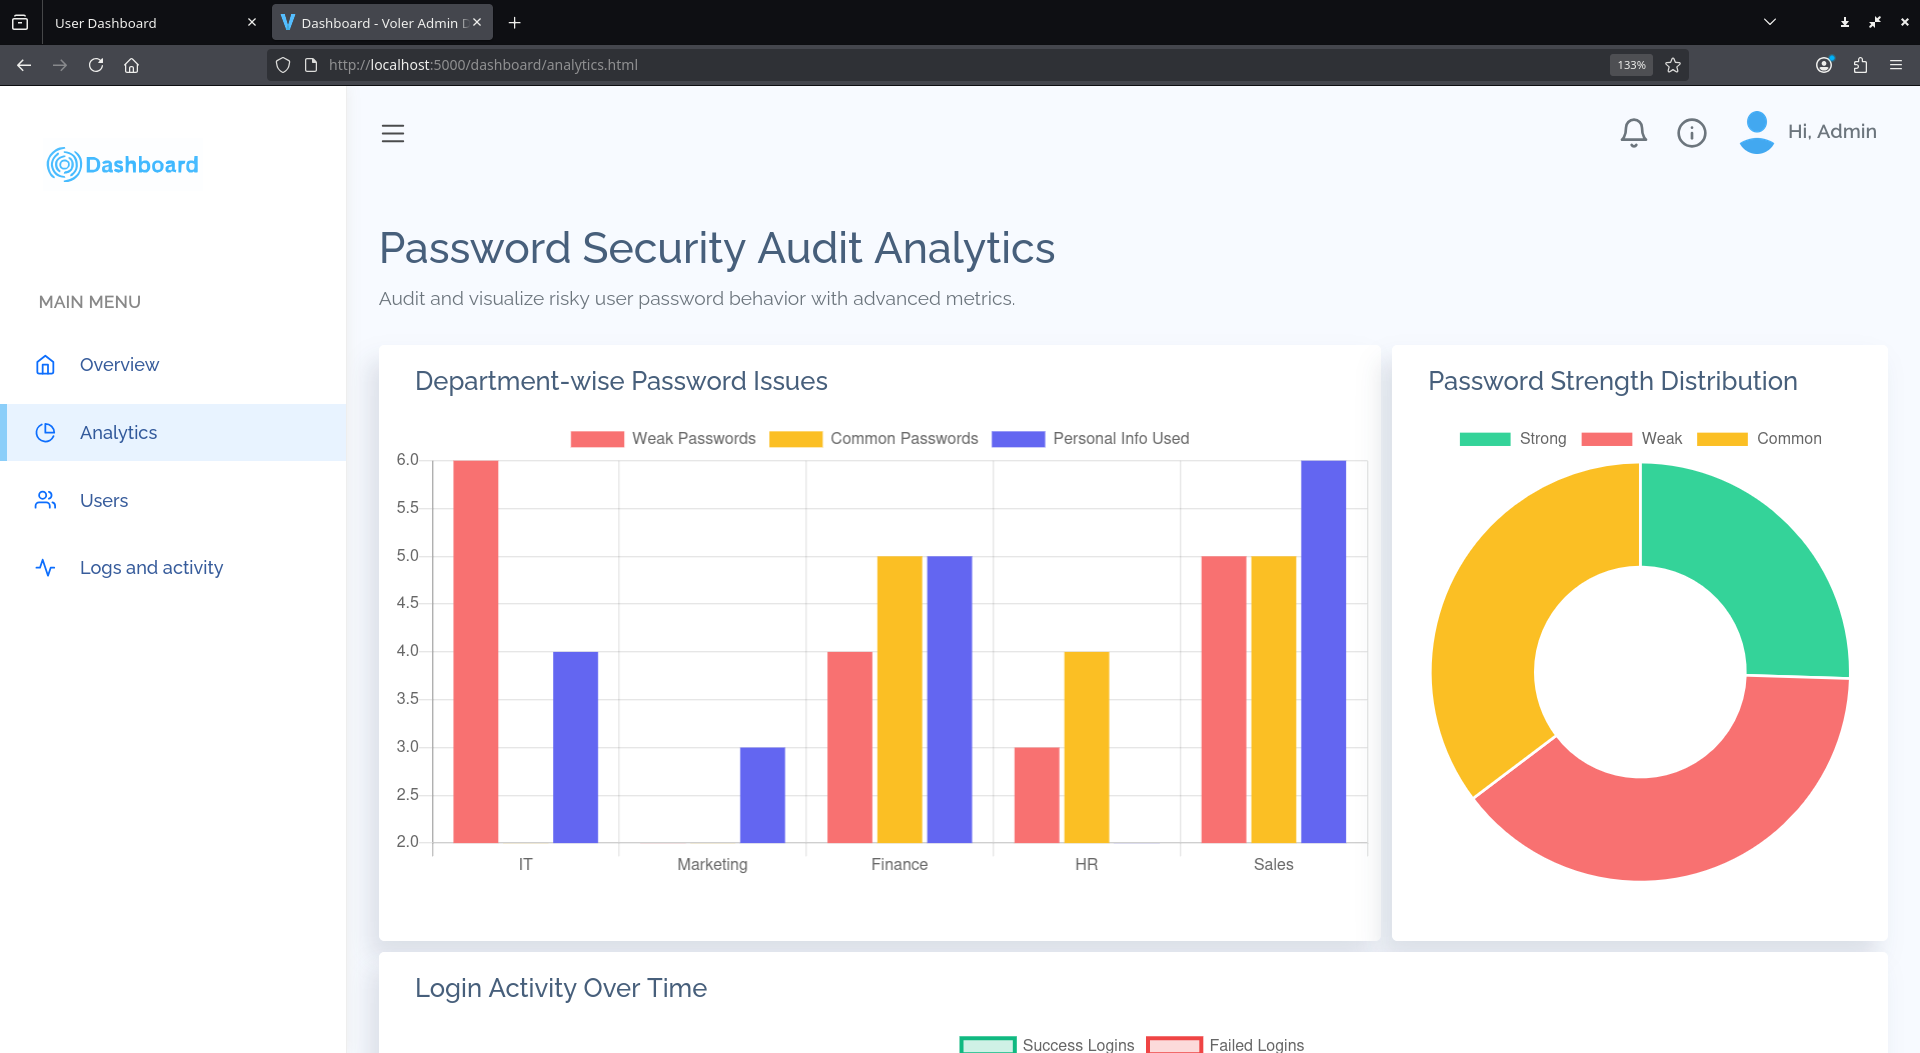 User Dashboard
Dashboard - Voler Admin D
http://localhost:5000/dashboard/analytics.html
133%
Dashboard
Hi, Admin
MAIN MENU
Overview
Analytics
Users
Logs and activity
Password Security Audit Analytics
Audit and visualize risky user password behavior with advanced metrics.
Department-wise Password Issues
Weak Passwords Common Passwords Personal Info Used
6.0
5.5
5.0
4.5
4.0
3.5
3.0
2.5
2.0
IT Marketing Finance HR Sales
Password Strength Distribution
Strong Weak Common
Login Activity Over Time
Success Logins Failed Logins